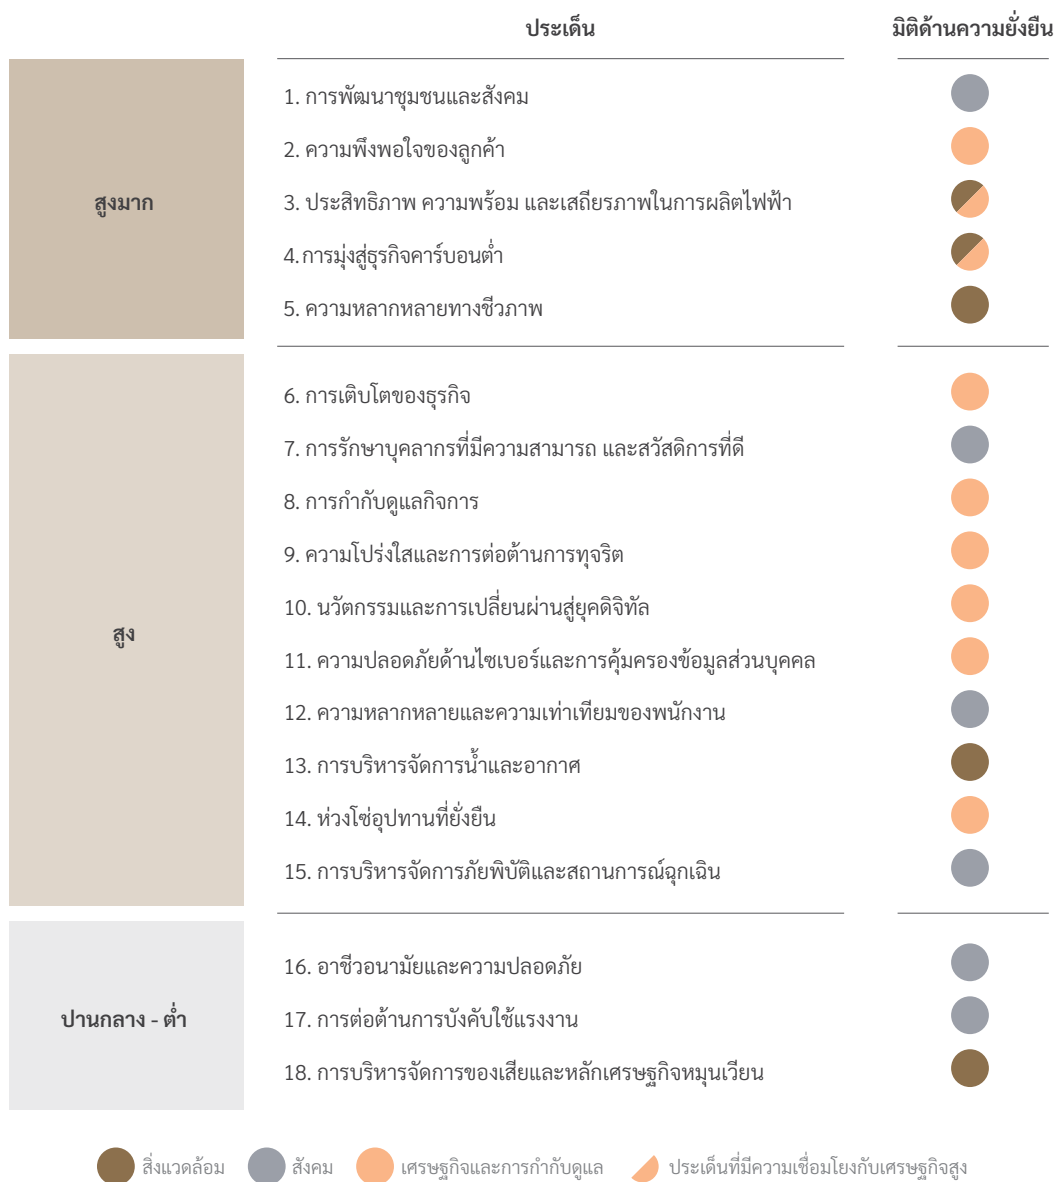 ประเด็น
มิติด้านความยั่งยืน
สูงมาก
1. การพัฒนาชุมชนและสังคม
2. ความพึงพอใจของลูกค้า
3. ประสิทธิภาพ ความพร้อม และเสถียรภาพในการผลิตไฟฟ้า
4. การมุ่งสู่ธุรกิจคาร์บอนต่ำ
5. ความหลากหลายทางชีวภาพ
สูง
6. การเติบโตของธุรกิจ
7. การรักษาบุคลากรที่มีความสามารถ และสวัสดิการที่ดี
8. การกำกับดูแลกิจการ
9. ความโปร่งใสและการต่อต้านการทุจริต
10. นวัตกรรมและการเปลี่ยนผ่านสู่ยุคดิจิทัล
11. ความปลอดภัยด้านไซเบอร์และการคุ้มครองข้อมูลส่วนบุคคล
12. ความหลากหลายและความเท่าเทียมของพนักงาน
13. การบริหารจัดการน้ำและอากาศ
14. ห่วงโซ่อุปทานที่ยั่งยืน
15. การบริหารจัดการภัยพิบัติและสถานการณ์ฉุกเฉิน
ปานกลาง - ต่ำ
16. อาชีวอนามัยและความปลอดภัย
17. การต่อต้านการบังคับใช้แรงงาน
18. การบริหารจัดการของเสียและหลักเศรษฐกิจหมุนเวียน
สิ่งแวดล้อม
สังคม
เศรษฐกิจและการกำกับดูแล
ประเด็นที่มีความเชื่อมโยงกับเศรษฐกิจสูง